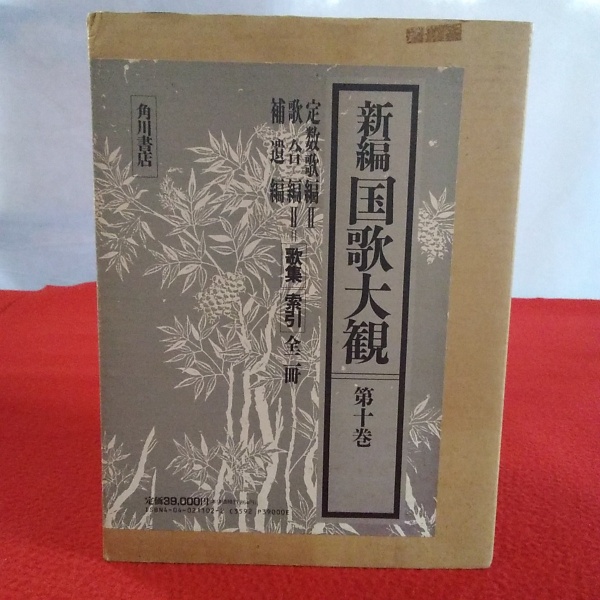 新編国歌大観
第十巻
定数歌編Ⅱ
歌合編Ⅱ
補遺編
歌集
索引
全二冊
角川書店
定価39,000円